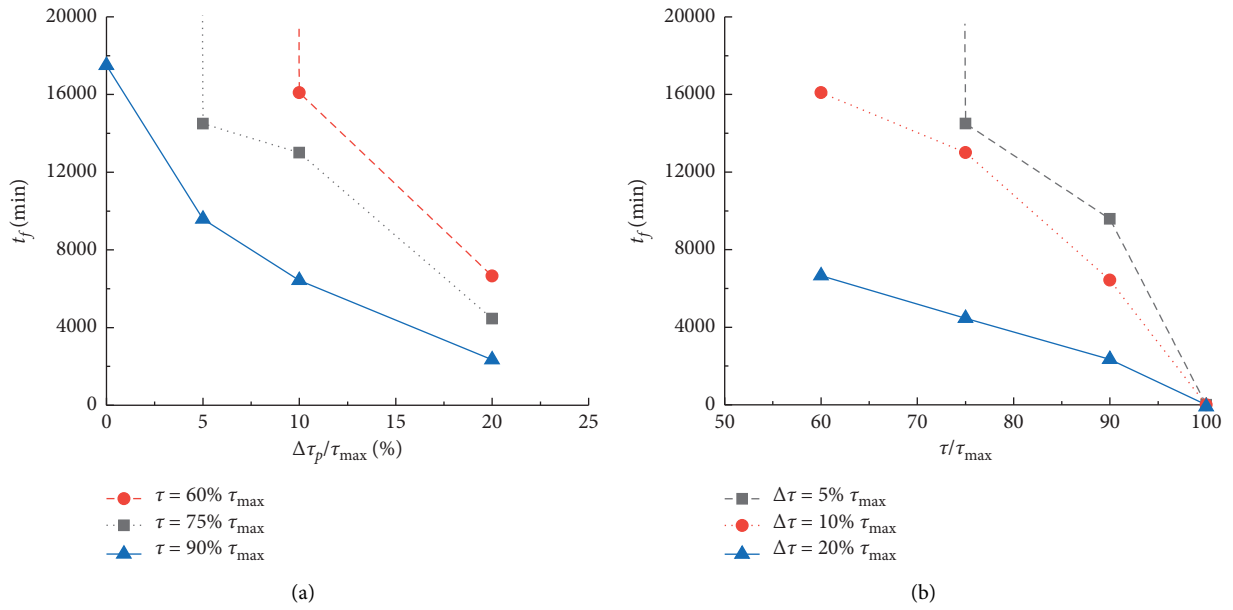 20000
16000
12000
8000
4000
0
t_f (min)
0 5 10 15 20 25
Δτ_p/τ_max (%)
τ = 60% τ_max
τ = 75% τ_max
τ = 90% τ_max
(a)
20000
16000
12000
8000
4000
0
t_f (min)
50 60 70 80 90 100
τ/τ_max
Δτ = 5% τ_max
Δτ = 10% τ_max
Δτ = 20% τ_max
(b)